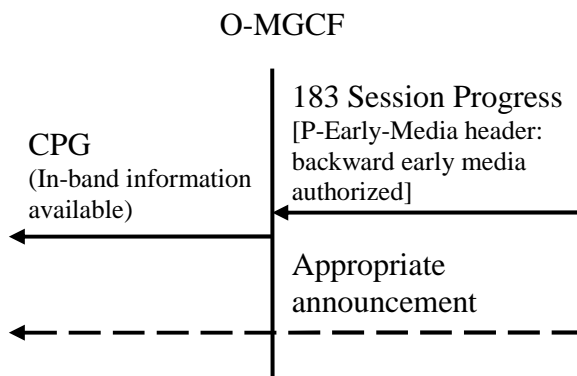 O-MGCF
183 Session Progress
[P-Early-Media header:
backward early media
authorized]
CPG
(In-band information
available)
Appropriate
announcement